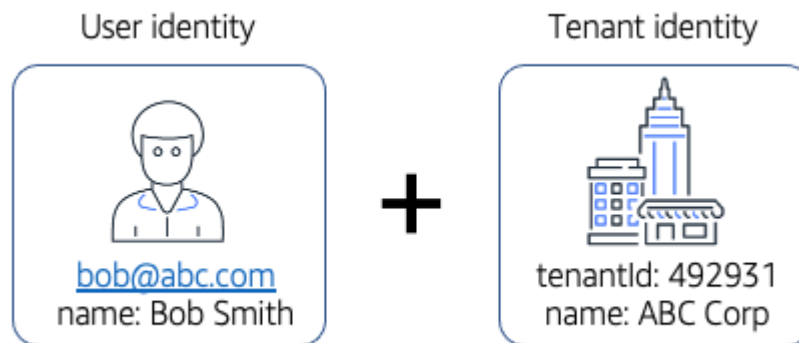 User identity
Tenant identity
bob@abc.com
name: Bob Smith
+
tenantId: 492931
name: ABC Corp